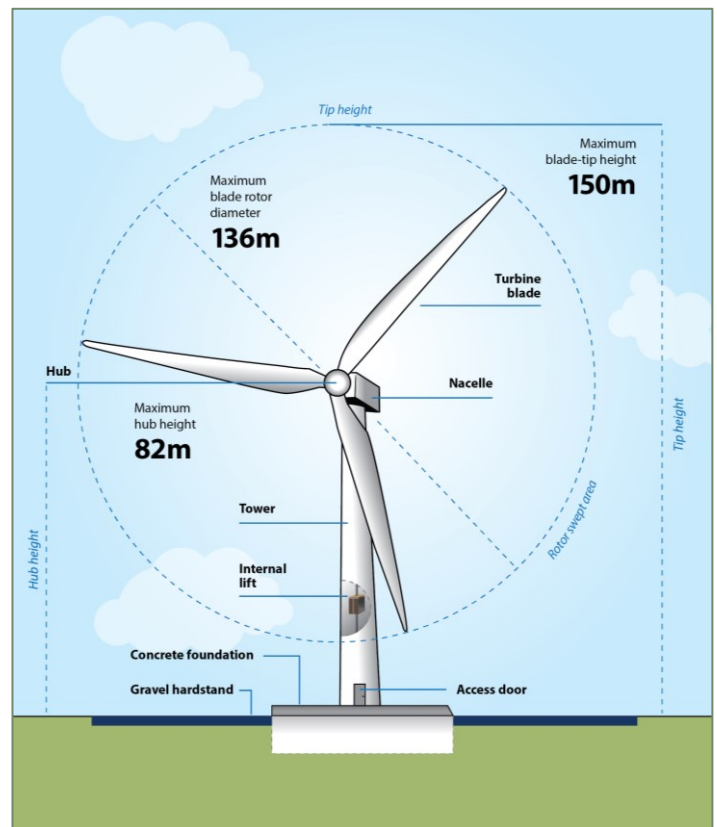 Tip height
Maximum
blade-tip height
150m
Maximum
blade rotor
diameter
136m
Turbine
blade
Hub
Nacelle
Maximum
hub height
82m
Tip height
Tower
Rotor swept area
Hub height
Internal
lift
Concrete foundation
Gravel hardstand
Access door